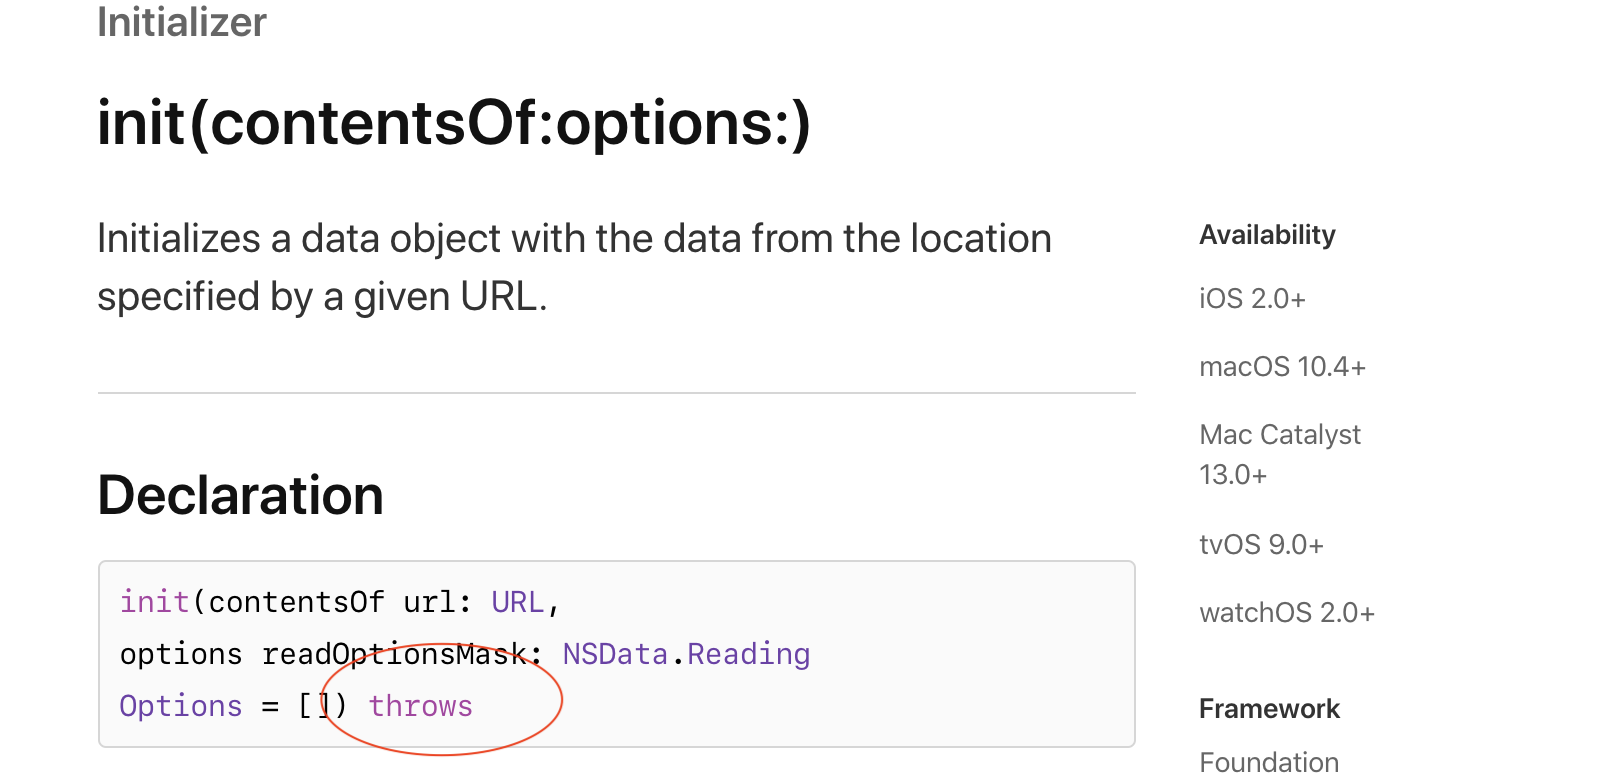 Initializer
init(contentsOf:options:)
Initializes a data object with the data from the location
specified by a given URL.
Declaration
init(contentsOf url: URL,
options readOptionsMask: NSData.Reading
Options = []) throws
Availability
iOS 2.0+
macOS 10.4+
Mac Catalyst
13.0+
tvOS 9.0+
watchOS 2.0+
Framework
Foundation